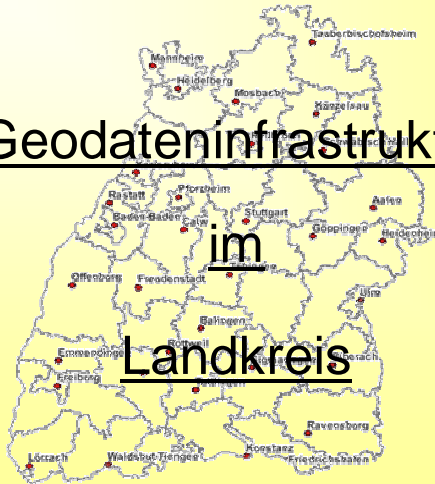 Tauberbischofsheim
Mannheim
Heidelberg
Mosbach
Künzelsau
Geodateninfrastrukt
Pforzheim
Rastatt
Baden-Baden
Calw
Stuttgart
Aalen
Göppingen
Heidenheim
im
Offenburg
Freudenstadt
Ulm
Balingen
Rottweil
Emmendingen
Biberach
Landkreis
Freiburg
Ravensburg
Konstanz
Friedrichshafen
Lörrach
Waldshut-Tiengen